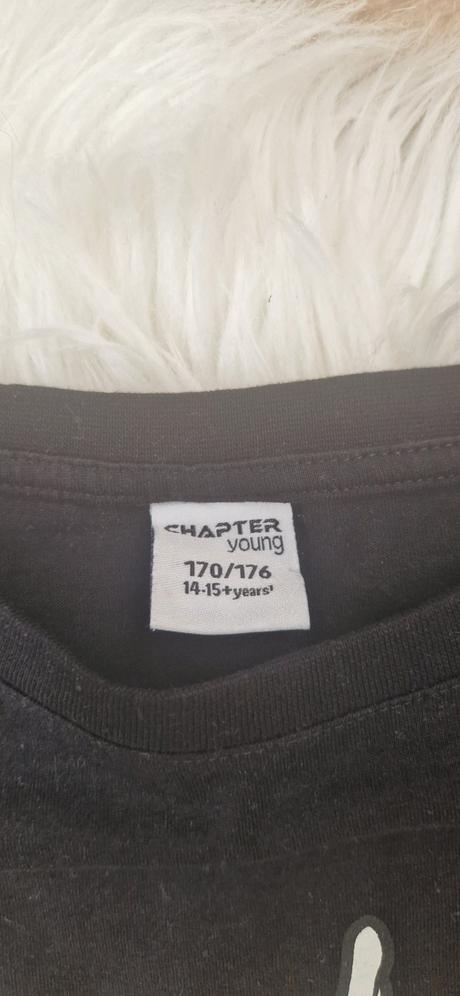 CHAPTER
young
170/176
14-15+years'